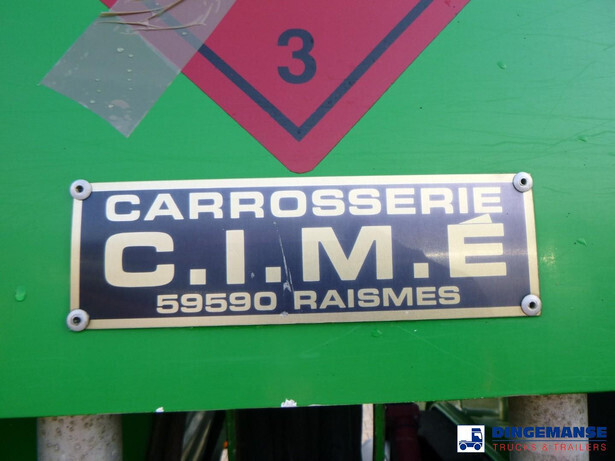 3
CARROSSERIE
C.I.M.É
59590 RAISMES
DINGEMANSE
TRUCKS & TRAILERS